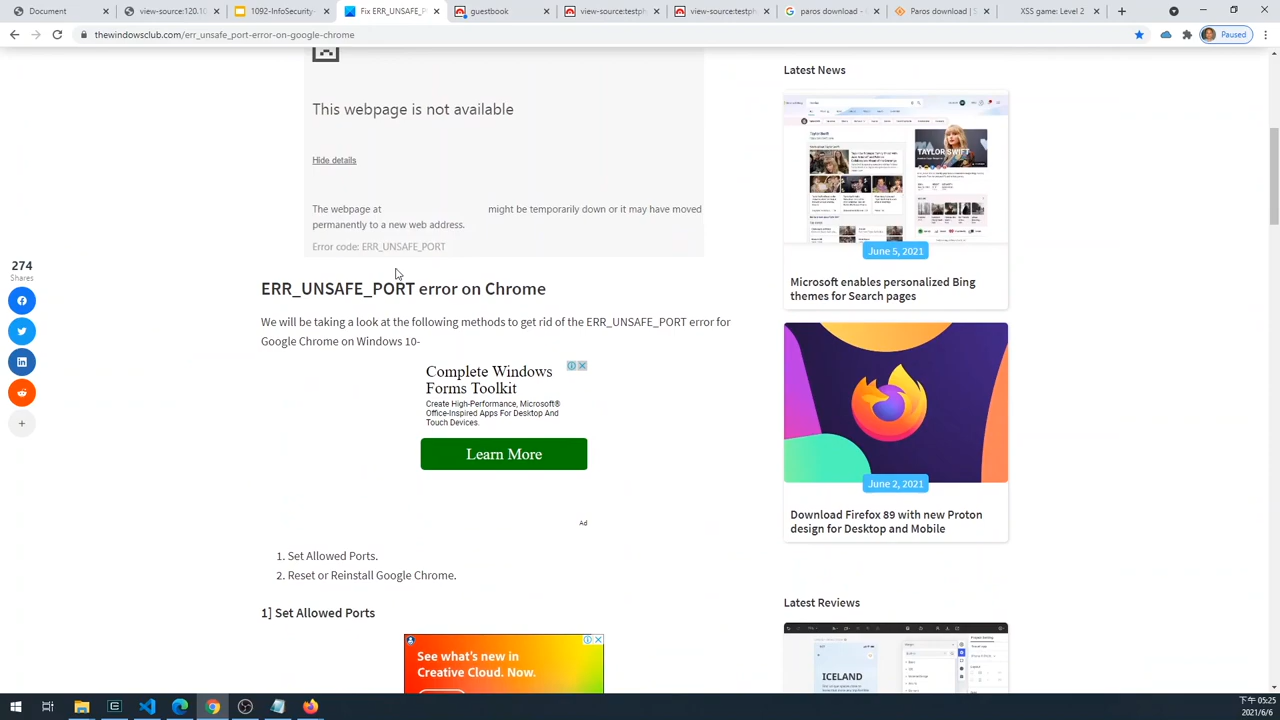 Document
view-source:120.10
1092-InfoSecurity
Fix ERR_UNSAFE_P
guestbook
view-source:testph
view-source:testph
paros download -
Paros download | S
XSS game: Level 2
thewindowsclub.com/err_unsafe_port-error-on-google-chrome
Paused
This webpage is not available
Hide details
The webpage at might be temporarily down or it may have moved
permanently to a new web address.
Error code: ERR_UNSAFE_PORT
274
Shares
ERR_UNSAFE_PORT error on Chrome
We will be taking a look at the following methods to get rid of the ERR_UNSAFE_PORT error for
Google Chrome on Windows 10-
Complete Windows
Forms Toolkit
Create High-Performance, Microsoft®
Office-Inspired Apps For Desktop And
Touch Devices.
Learn More
Ad
1. Set Allowed Ports.
2. Reset or Reinstall Google Chrome.
1] Set Allowed Ports
See what's new in
Creative Cloud. Now.
Latest News
TAYLOR SWIFT
June 5, 2021
Microsoft enables personalized Bing
themes for Search pages
June 2, 2021
Download Firefox 89 with new Proton
design for Desktop and Mobile
Latest Reviews
ICELAND
下午 05:25
2021/6/6